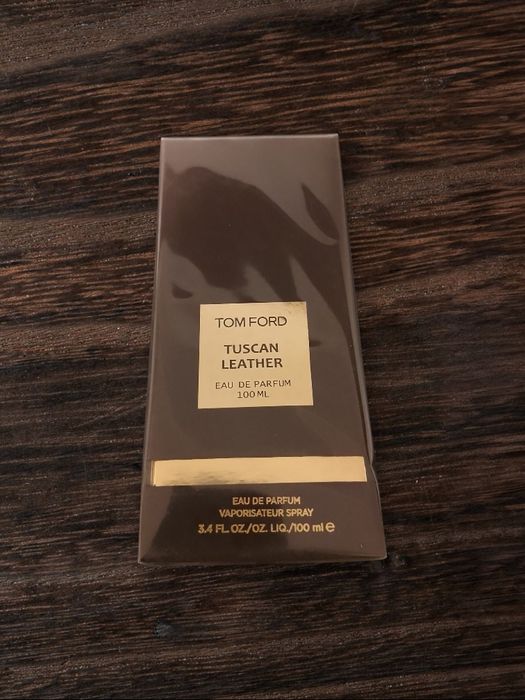 TOM FORD
TUSCAN
LEATHER
EAU DE PARFUM
100 ML
EAU DE PARFUM
VAPORISATEUR SPRAY
3.4 FL. OZ./OZ. LIQ./100 ml ℮